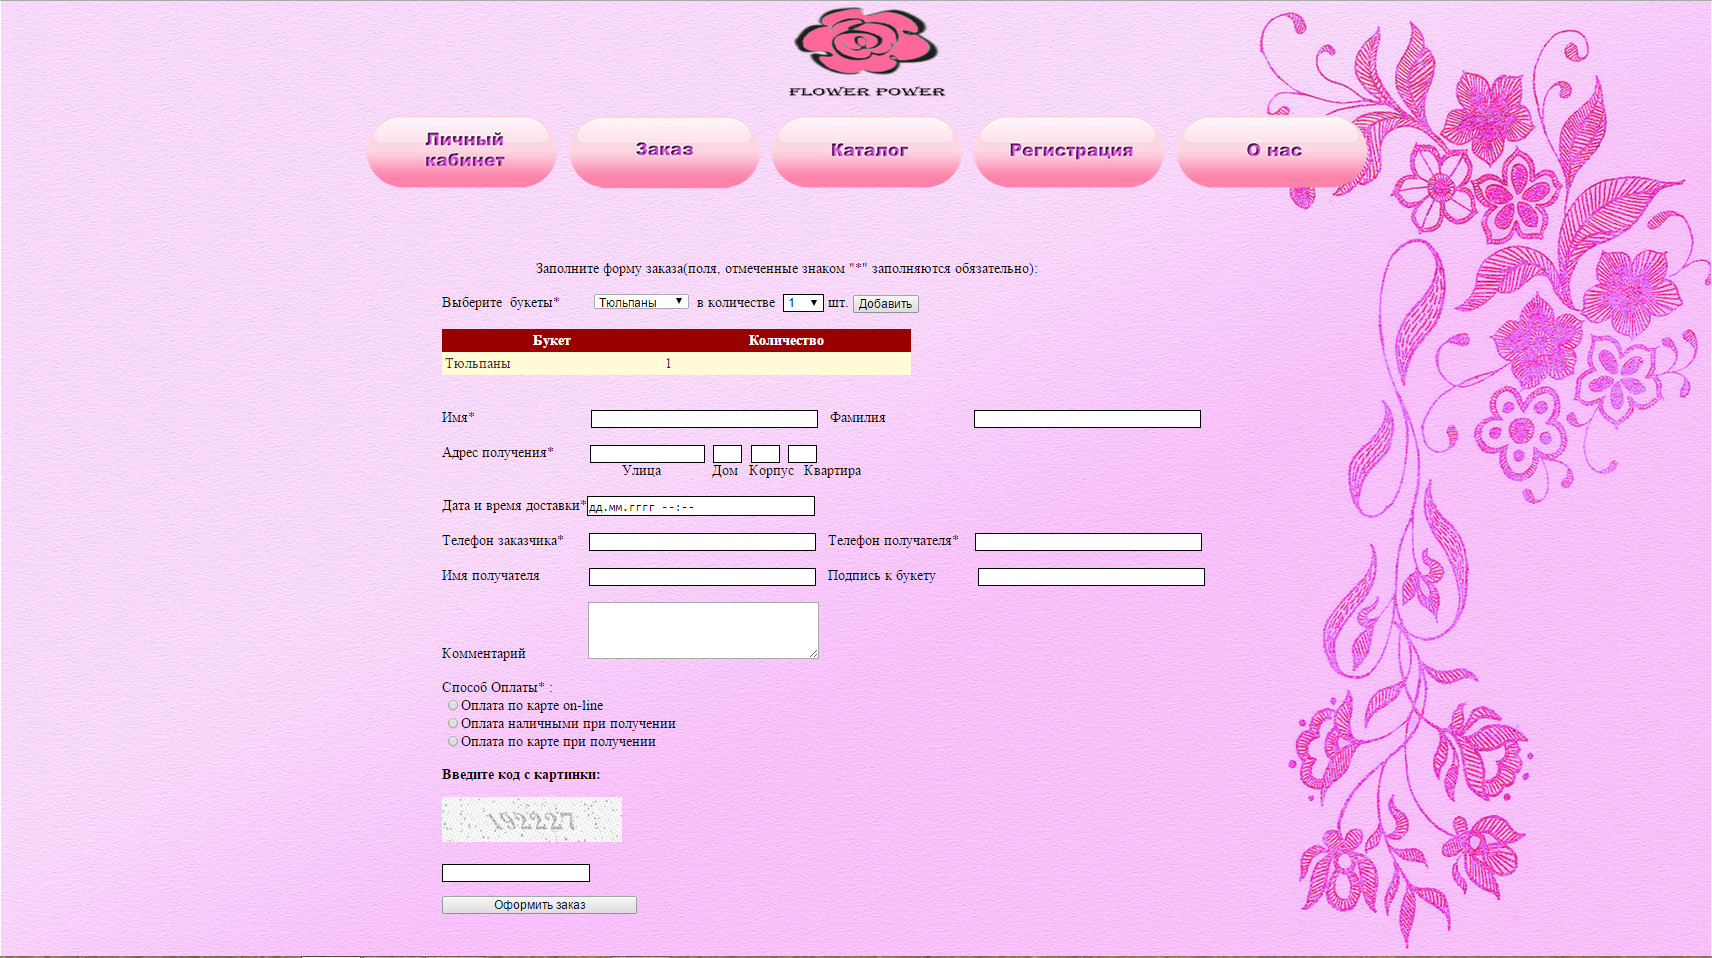 FLOWER POWER
Личный кабинет
Заказ
Каталог
Регистрация
О нас
Заполните форму заказа(поля, отмеченные знаком "*" заполняются обязательно):
Выберите букеты* Тюльпаны в количестве 1 шт. Добавить
Букет Количество
Тюльпаны 1
Имя* Фамилия
Адрес получения*
Улица Дом Корпус Квартира
Дата и время доставки* дд.мм.гггг --:--
Телефон заказчика* Телефон получателя*
Имя получателя Подпись к букету
Комментарий
Способ Оплаты* :
Оплата по карте on-line
Оплата наличными при получении
Оплата по карте при получении
Введите код с картинки:
192227
Оформить заказ